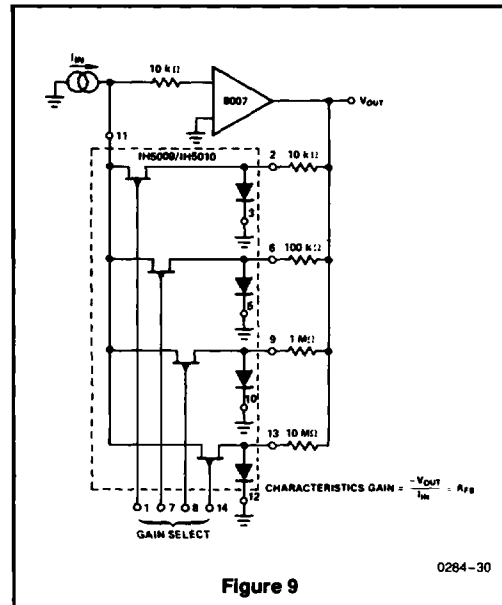 I_IN
10 kΩ
8007
V_OUT
11
IH5009/IH5010
2
10 kΩ
3
6
100 kΩ
5
9
1 MΩ
10
13
10 MΩ
12
CHARACTERISTICS GAIN = -V_OUT / I_IN = R_FB
1 7 8 14
GAIN SELECT
0284-30
Figure 9